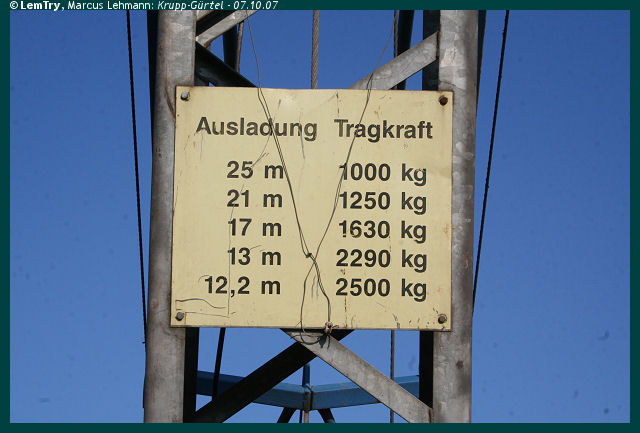 © LemTry, Marcus Lehmann: Krupp-Gürtel - 07.10.07
Ausladung Tragkraft
25 m 1000 kg
21 m 1250 kg
17 m 1630 kg
13 m 2290 kg
12,2 m 2500 kg